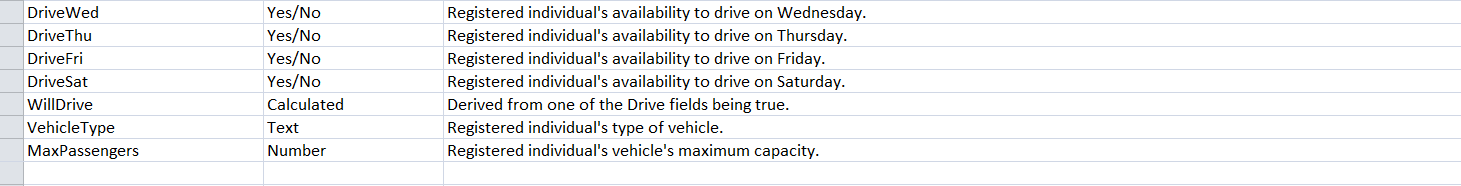 DriveWed Yes/No Registered individual's availability to drive on Wednesday.
DriveThu Yes/No Registered individual's availability to drive on Thursday.
DriveFri Yes/No Registered individual's availability to drive on Friday.
DriveSat Yes/No Registered individual's availability to drive on Saturday.
WillDrive Calculated Derived from one of the Drive fields being true.
VehicleType Text Registered individual's type of vehicle.
MaxPassengers Number Registered individual's vehicle's maximum capacity.